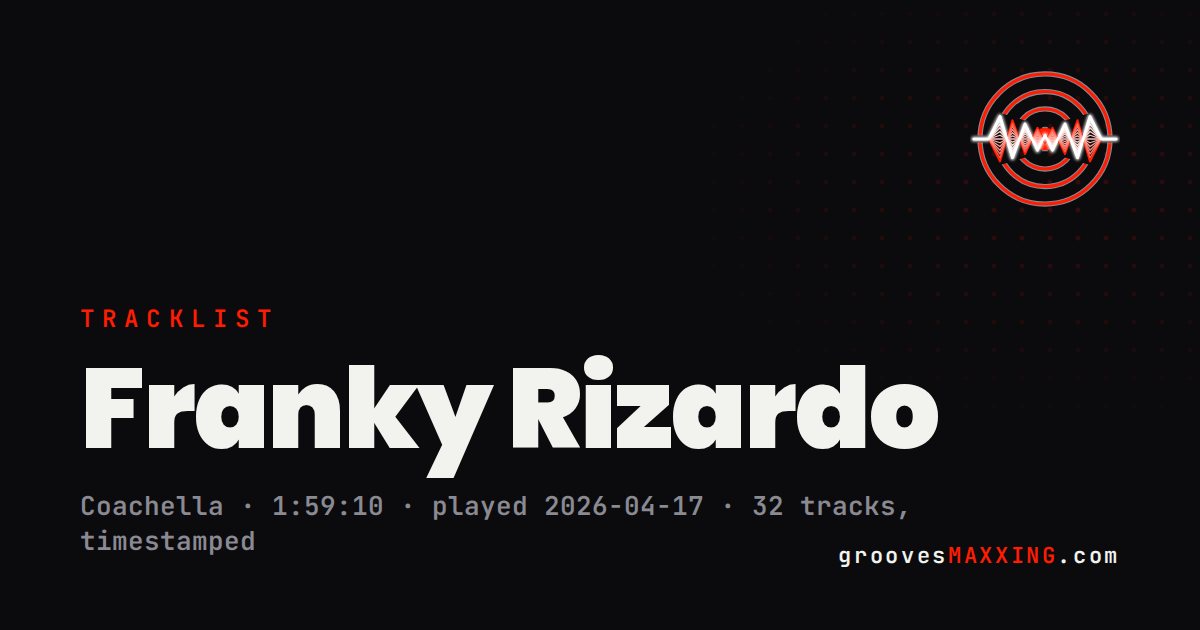 TRACKLIST
Franky Rizardo
Coachella · 1:59:10 · played 2026-04-17 · 32 tracks,
timestamped
groovesMAXXING.com